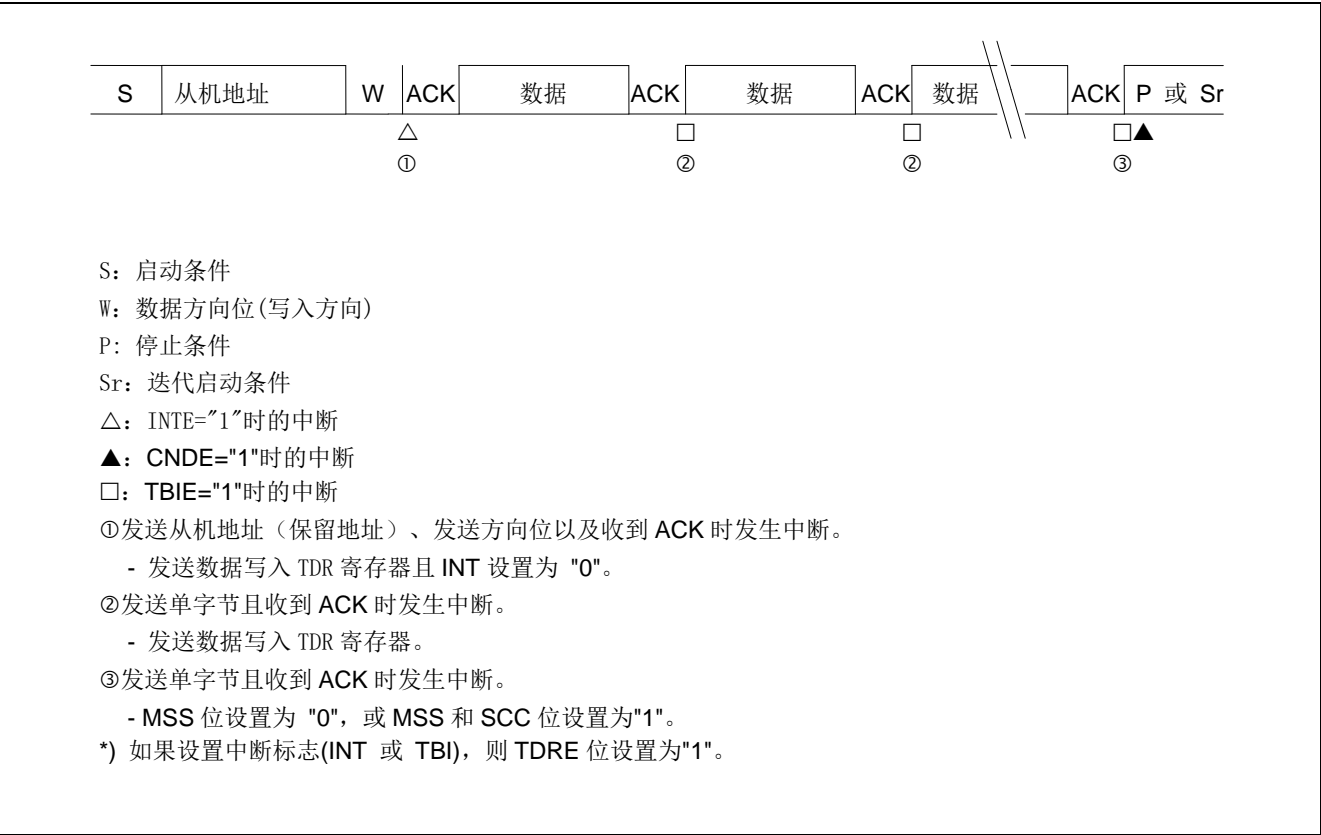 S 从机地址 W ACK 数据 ACK 数据 ACK 数据 ACK P 或 Sr
△ □ □ □▲
① ② ② ③
S：启动条件
W：数据方向位(写入方向)
P: 停止条件
Sr：迭代启动条件
△：INTE="1"时的中断
▲：CNDE="1"时的中断
□：TBIE="1"时的中断
①发送从机地址（保留地址）、发送方向位以及收到 ACK 时发生中断。
- 发送数据写入 TDR 寄存器且 INT 设置为 "0"。
②发送单字节且收到 ACK 时发生中断。
- 发送数据写入 TDR 寄存器。
③发送单字节且收到 ACK 时发生中断。
- MSS 位设置为 "0"，或 MSS 和 SCC 位设置为"1"。
*) 如果设置中断标志(INT 或 TBI)，则 TDRE 位设置为"1"。